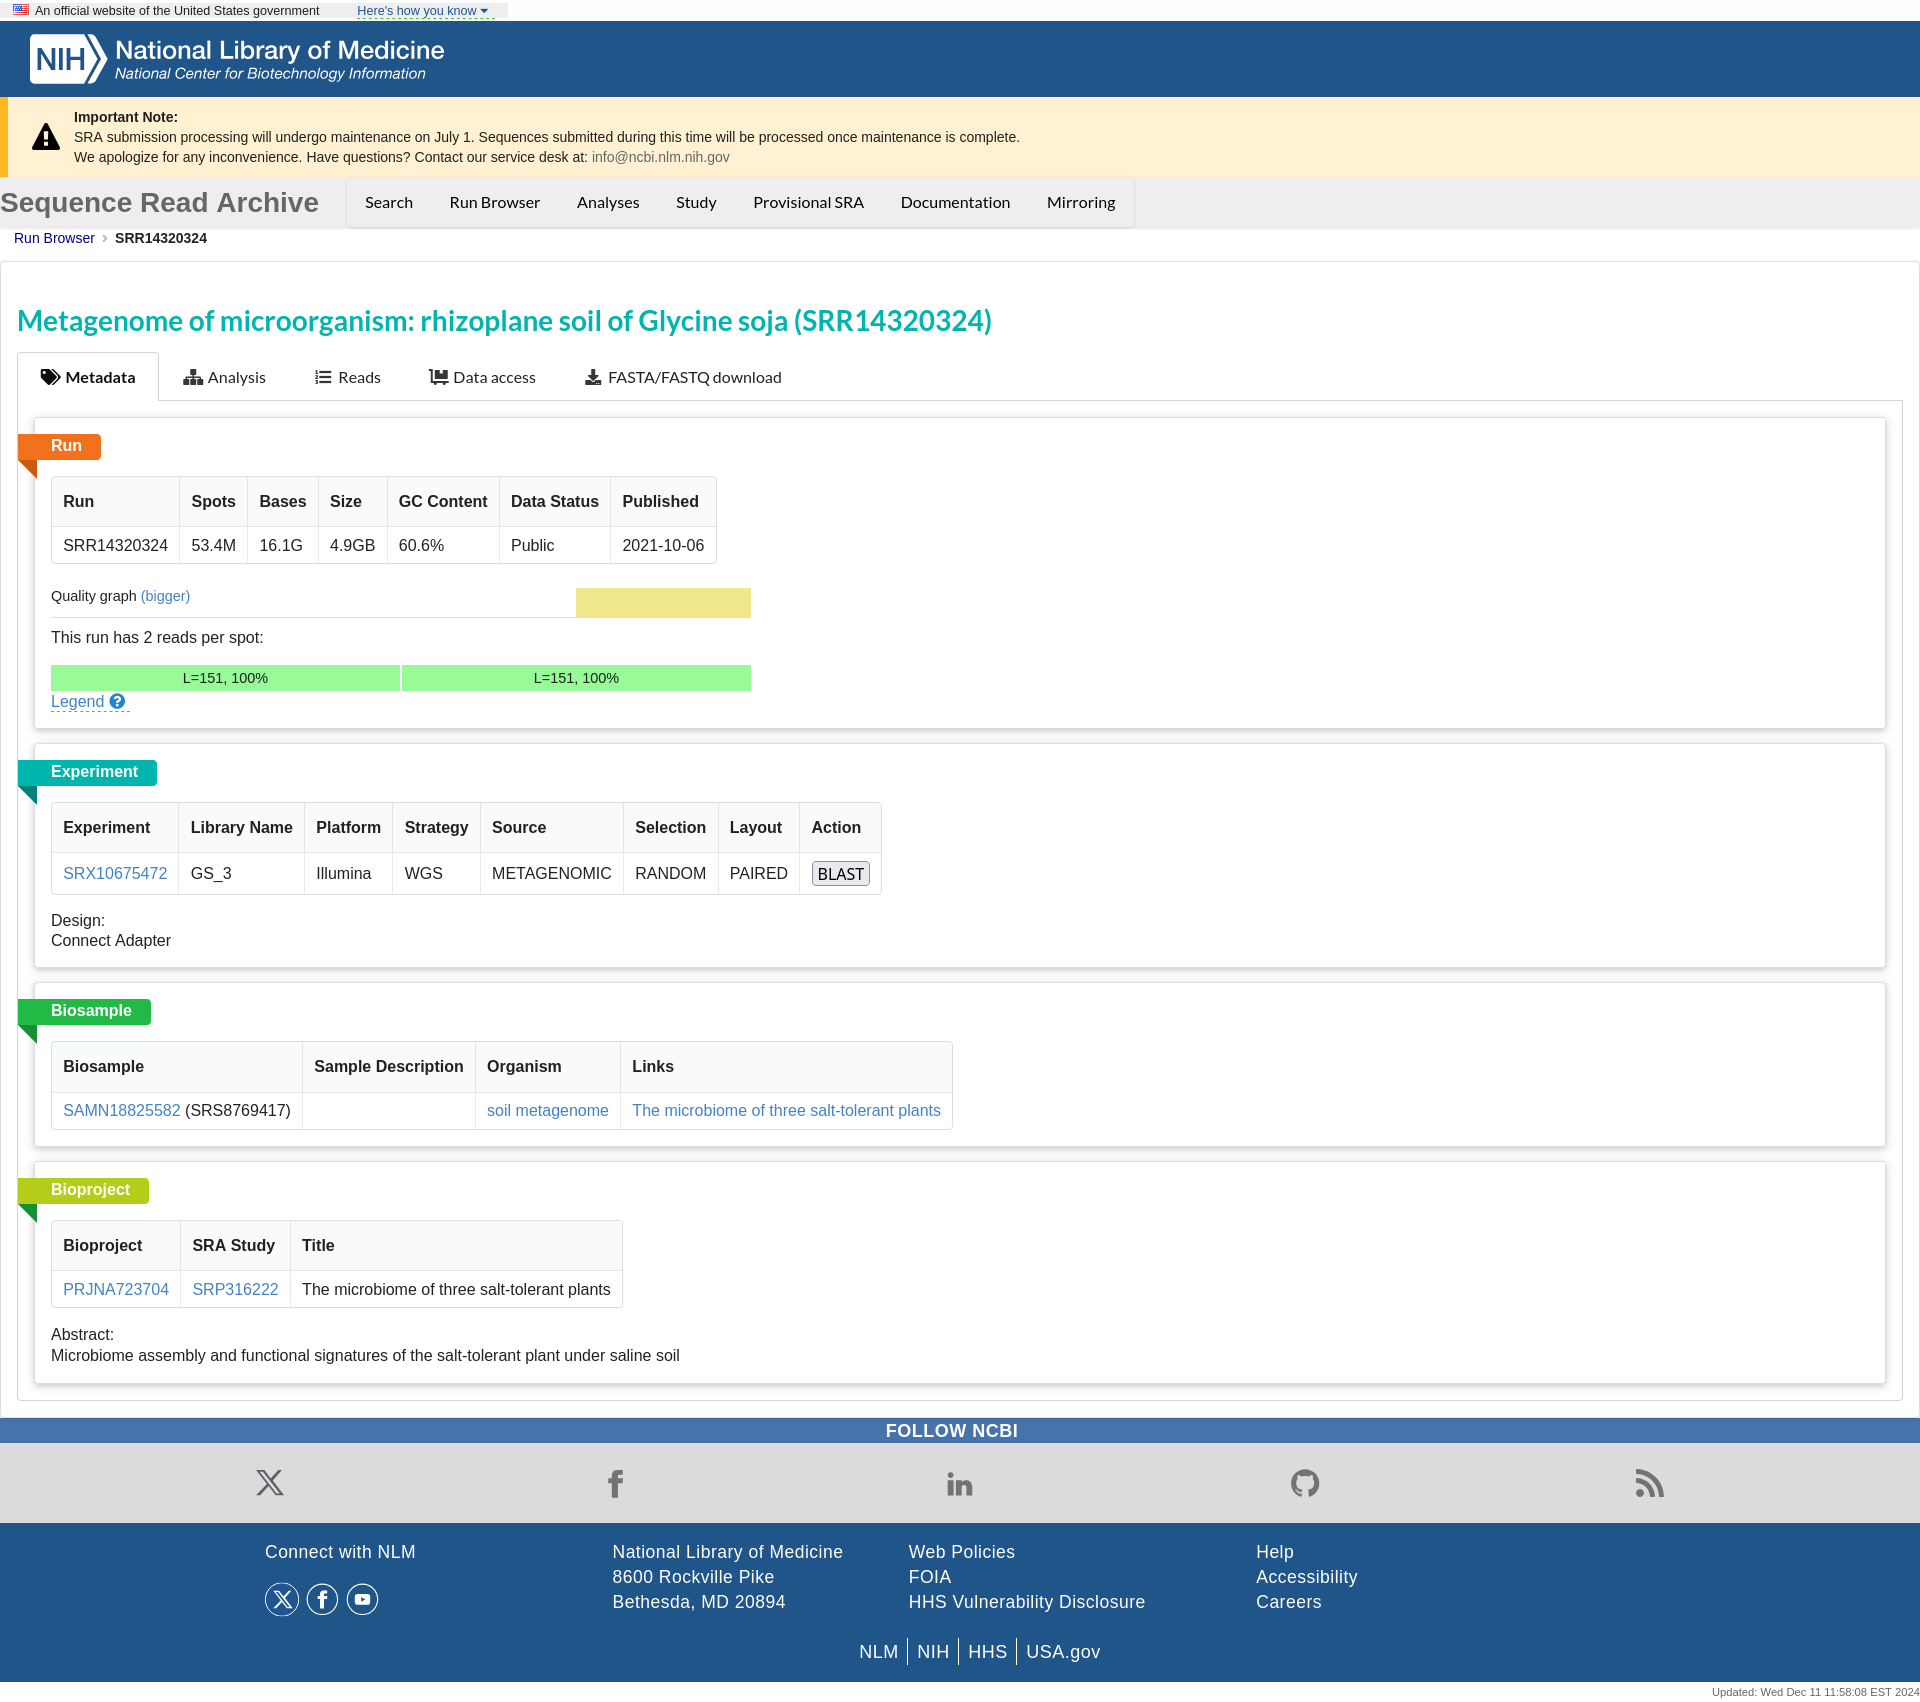 An official website of the United States government Here's how you know
NIH National Library of Medicine
National Center for Biotechnology Information
Important Note:
SRA submission processing will undergo maintenance on July 1. Sequences submitted during this time will be processed once maintenance is complete.
We apologize for any inconvenience. Have questions? Contact our service desk at: info@ncbi.nlm.nih.gov
Sequence Read Archive Search Run Browser Analyses Study Provisional SRA Documentation Mirroring
Run Browser › SRR14320324
Metagenome of microorganism: rhizoplane soil of Glycine soja (SRR14320324)
Metadata Analysis Reads Data access FASTA/FASTQ download
Run
Run Spots Bases Size GC Content Data Status Published
SRR14320324 53.4M 16.1G 4.9GB 60.6% Public 2021-10-06
Quality graph (bigger)
This run has 2 reads per spot:
L=151, 100% L=151, 100%
Legend
Experiment
Experiment Library Name Platform Strategy Source Selection Layout Action
SRX10675472 GS_3 Illumina WGS METAGENOMIC RANDOM PAIRED BLAST
Design:
Connect Adapter
Biosample
Biosample Sample Description Organism Links
SAMN18825582 (SRS8769417) soil metagenome The microbiome of three salt-tolerant plants
Bioproject
Bioproject SRA Study Title
PRJNA723704 SRP316222 The microbiome of three salt-tolerant plants
Abstract:
Microbiome assembly and functional signatures of the salt-tolerant plant under saline soil
FOLLOW NCBI
Connect with NLM National Library of Medicine Web Policies Help
8600 Rockville Pike FOIA Accessibility
Bethesda, MD 20894 HHS Vulnerability Disclosure Careers
NLM NIH HHS USA.gov
Updated: Wed Dec 11 11:58:08 EST 2024